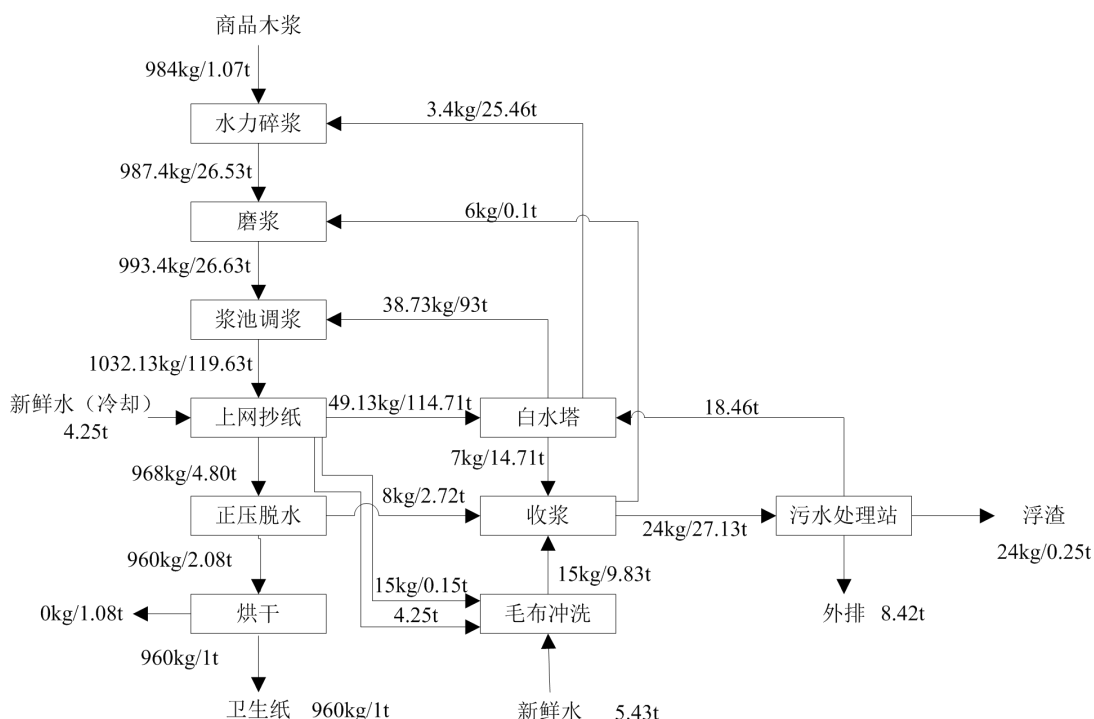 商品木浆
984kg/1.07t
水力碎浆
3.4kg/25.46t
987.4kg/26.53t
磨浆
6kg/0.1t
993.4kg/26.63t
浆池调浆
38.73kg/93t
1032.13kg/119.63t
新鲜水（冷却）
4.25t
上网抄纸
49.13kg/114.71t
白水塔
18.46t
968kg/4.80t
7kg/14.71t
正压脱水
8kg/2.72t
收浆
24kg/27.13t
污水处理站
浮渣
24kg/0.25t
960kg/2.08t
15kg/9.83t
0kg/1.08t
烘干
15kg/0.15t
4.25t
毛布冲洗
外排 8.42t
960kg/1t
卫生纸 960kg/1t
新鲜水 5.43t